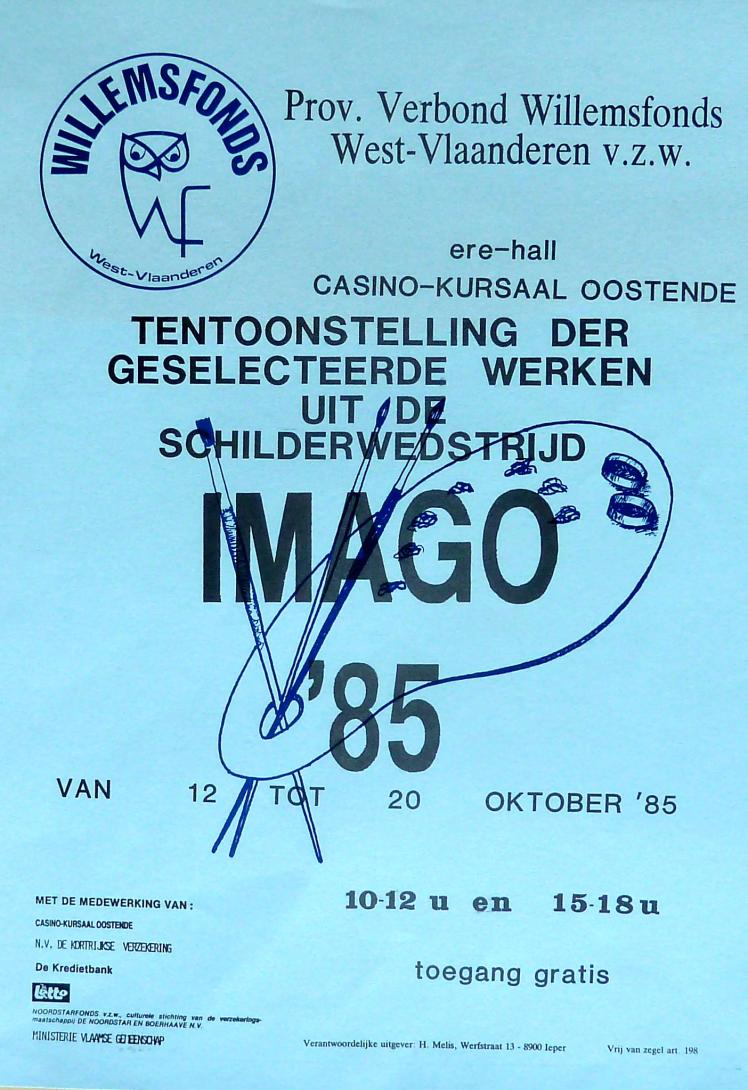 WILLEMSFONDS
West-Vlaanderen
Prov. Verbond Willemsfonds
West-Vlaanderen v.z.w.
ere-hall
CASINO-KURSAAL OOSTENDE
TENTOONSTELLING DER
GESELECTEERDE WERKEN
UIT DE
SCHILDERWEDSTRIJD
IMAGO
'85
VAN 12 TOT 20 OKTOBER '85
10-12 u en 15-18 u
toegang gratis
MET DE MEDEWERKING VAN:
CASINO-KURSAAL OOSTENDE
N.V. DE KORTRIJKSE VERZEKERING
De Kredietbank
Lotto
NOORDSTARFONDS v.z.w., culturele stichting van de verzekerings-
maatschappij DE NOORDSTAR EN BOERHAAVE N.V.
MINISTERIE VLAAMSE GEMEENSCHAP
Verantwoordelijke uitgever: H. Melis, Werfstraat 13 - 8900 Ieper
Vrij van zegel art. 198